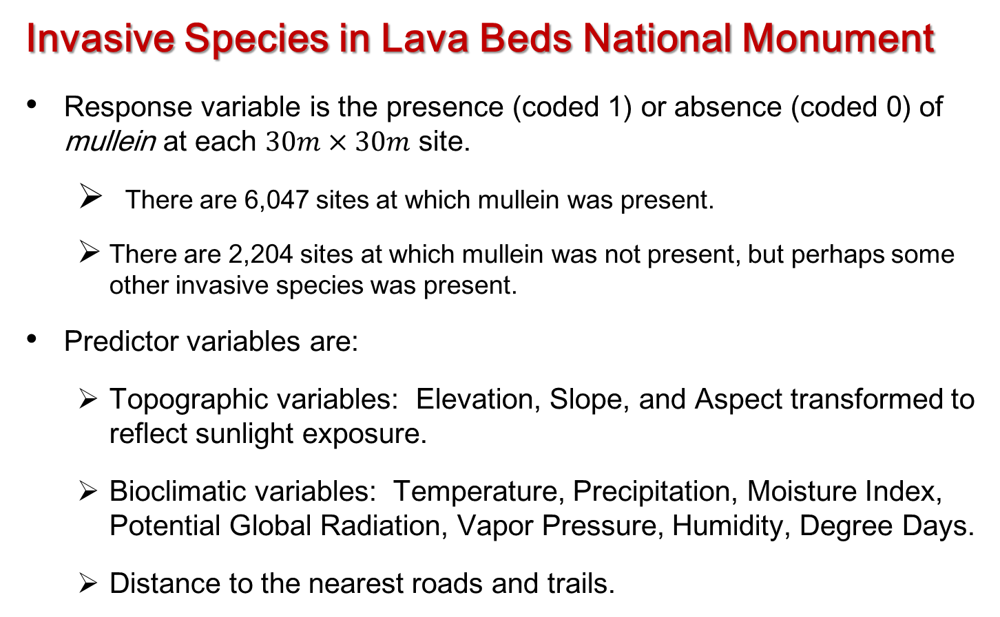 Invasive Species in Lava Beds National Monument
• Response variable is the presence (coded 1) or absence (coded 0) of
mullein at each 30m × 30m site.
➢ There are 6,047 sites at which mullein was present.
➢ There are 2,204 sites at which mullein was not present, but perhaps some
other invasive species was present.
• Predictor variables are:
➢ Topographic variables: Elevation, Slope, and Aspect transformed to
reflect sunlight exposure.
➢ Bioclimatic variables: Temperature, Precipitation, Moisture Index,
Potential Global Radiation, Vapor Pressure, Humidity, Degree Days.
➢ Distance to the nearest roads and trails.